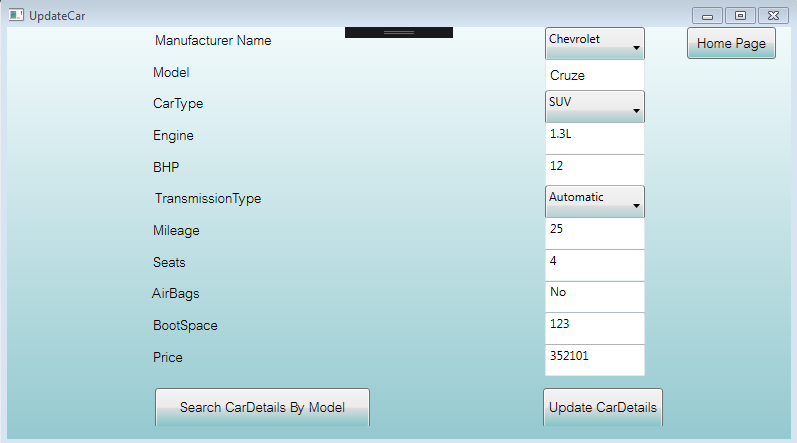 UpdateCar
Manufacturer Name Chevrolet Home Page
Model Cruze
CarType SUV
Engine 1.3L
BHP 12
TransmissionType Automatic
Mileage 25
Seats 4
AirBags No
BootSpace 123
Price 352101
Search CarDetails By Model Update CarDetails